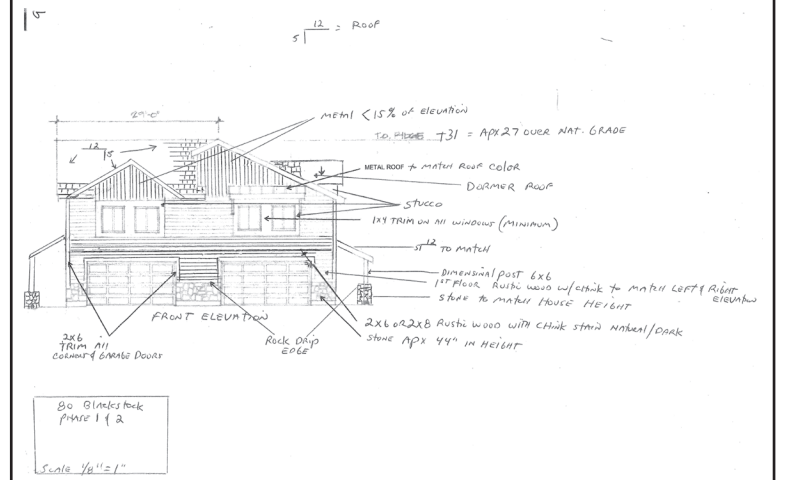 12
5 = ROOF
29'-0"
METAL < 15% OF ELEVATION
T.O. RIDGE +31 = APX 27 OVER NAT. GRADE
12
5
METAL ROOF to MATCH ROOF COLOR
DORMER ROOF
STUCCO
1X4 TRIM ON ALL WINDOWS (MINIMUM)
5 12 TO MATCH
DIMENSINAL POST 6X6
1ST FLOOR RUSTIC WOOD W/CHINK TO MATCH LEFT & RIGHT
ELEVATION
STONE TO MATCH HOUSE HEIGHT
FRONT ELEVATION
2X6 OR 2X8 RUSTIC WOOD WITH CHINK STAIN NATURAL/DARK
STONE APX 44" IN HEIGHT
2X6
TRIM All
CORNERS & GARAGE DOORS
ROCK DRIP
EDGE
80 Blackstock
PHASE 1 & 2
SCALE 1/8" = 1"